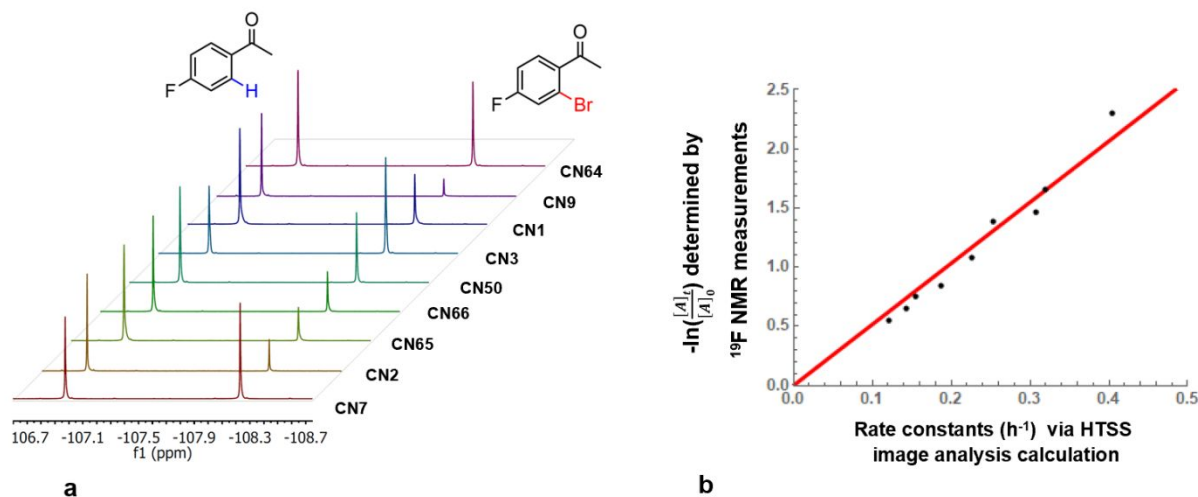 O
F
H
O
F
Br
CN64
CN9
CN1
CN3
CN50
CN66
CN65
CN2
CN7
106.7 -107.1 -107.5 -107.9 -108.3 -108.7
f1 (ppm)
a
-ln([A]t/[A]0) determined by
19F NMR measurements
2.5
2.0
1.5
1.0
0.5
0.0
0.0 0.1 0.2 0.3 0.4 0.5
Rate constants (h-1) via HTSS
image analysis calculation
b